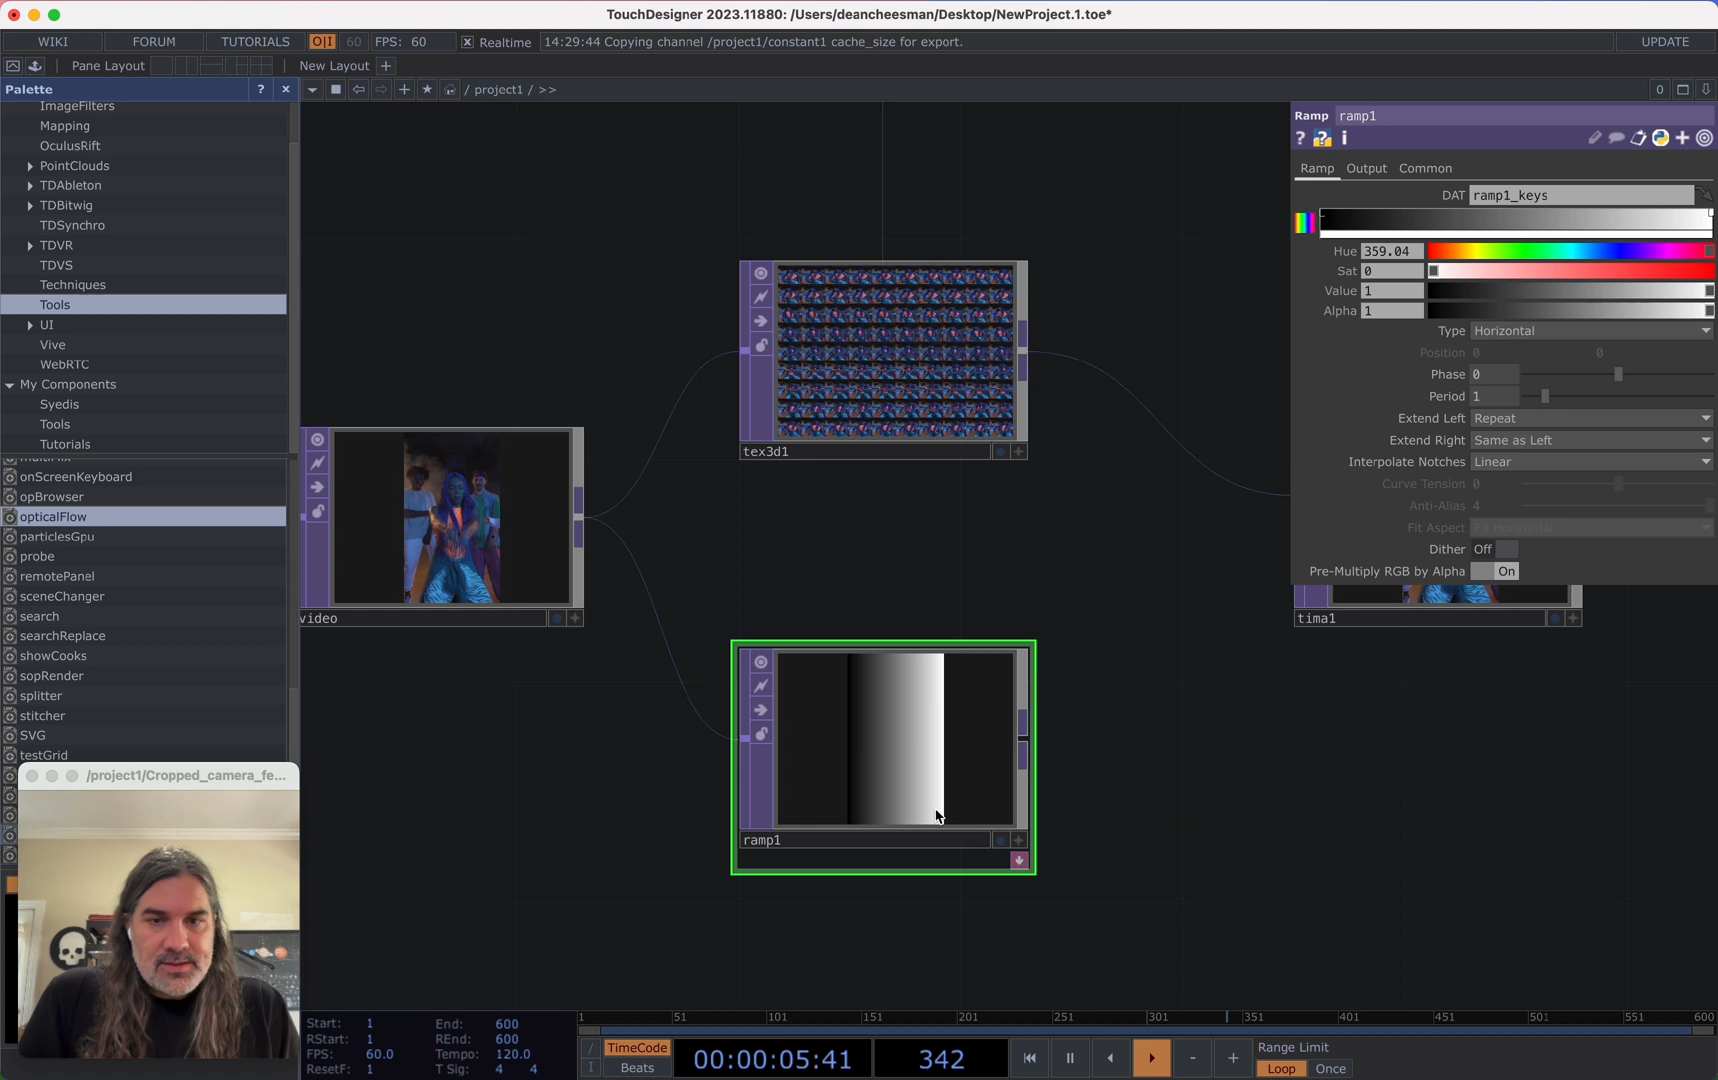 TouchDesigner 2023.11880: /Users/deancheesman/Desktop/NewProject.1.toe*
WIKI FORUM TUTORIALS O|I 60 FPS: 60 Realtime 14:29:44 Copying channel /project1/constant1 cache_size for export. UPDATE
Pane Layout New Layout +
Palette ? × / project1 / >> 0
ImageFilters
Mapping
OculusRift
PointClouds
TDAbleton
TDBitwig
TDSynchro
TDVR
TDVS
Techniques
Tools
UI
Vive
WebRTC
My Components
Syedis
Tools
Tutorials
onScreenKeyboard
opBrowser
opticalFlow
particlesGpu
probe
remotePanel
sceneChanger
search
searchReplace
showCooks
sopRender
splitter
stitcher
SVG
testGrid
/project1/Cropped_camera_fe...
video
tex3d1
ramp1
tima1
Ramp ramp1
? ? i
Ramp Output Common
DAT ramp1_keys
Hue 359.04
Sat 0
Value 1
Alpha 1
Type Horizontal
Position 0 0
Phase 0
Period 1
Extend Left Repeat
Extend Right Same as Left
Interpolate Notches Linear
Curve Tension 0
Anti-Alias 4
Fit Aspect Fit Horizontal
Dither Off
Pre-Multiply RGB by Alpha On
Start: 1 End: 600
RStart: 1 REnd: 600
FPS: 60.0 Tempo: 120.0
ResetF: 1 T Sig: 4 4
1 51 101 151 201 251 301 351 401 451 501 551 600
TimeCode
Beats
00:00:05:41 342
- +
Range Limit
Loop Once